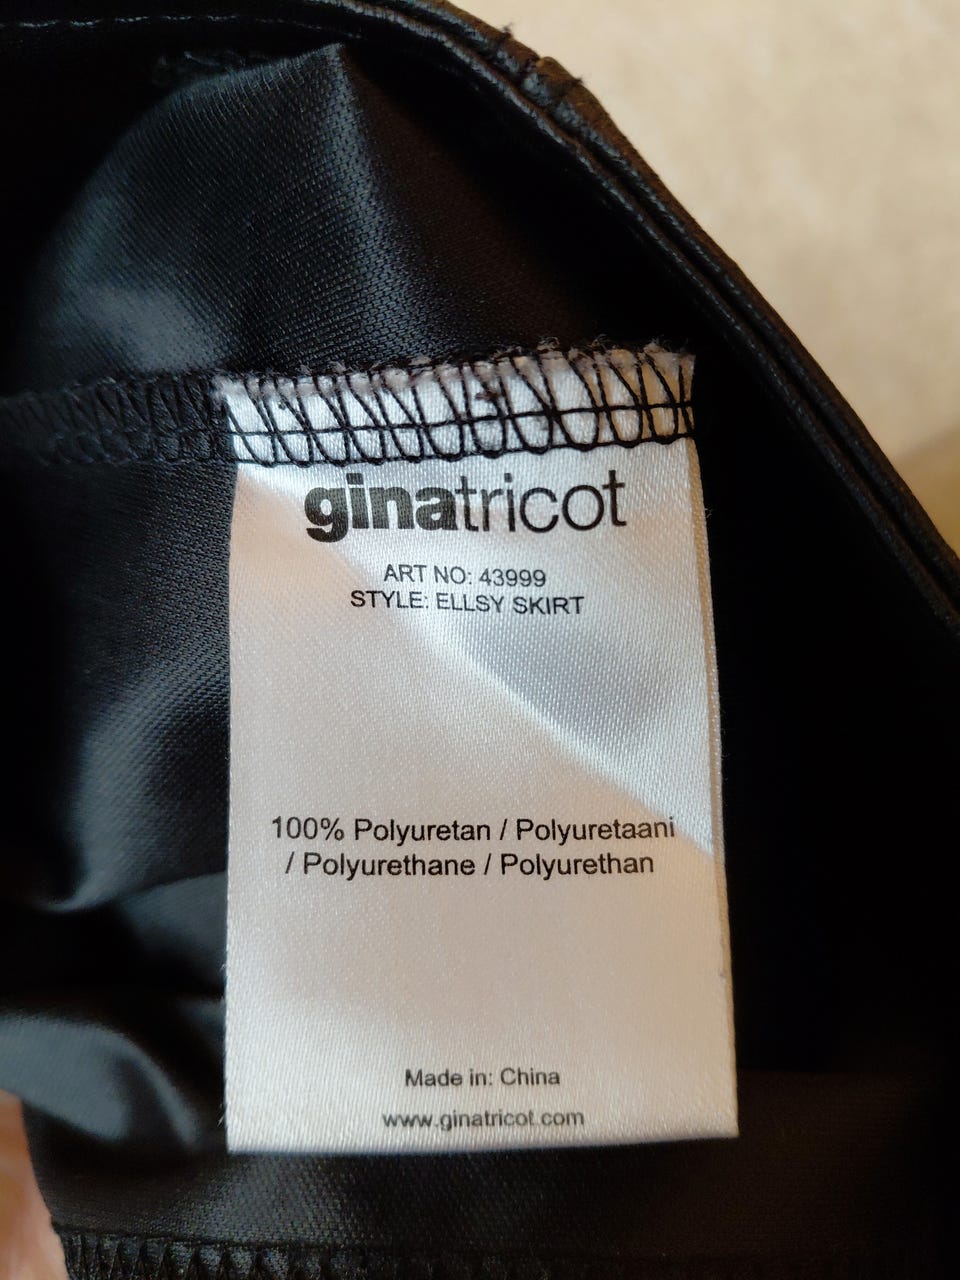 ginatricot
ART NO: 43999
STYLE: ELLSY SKIRT
100% Polyuretan / Polyuretaani
/ Polyurethane / Polyurethan
Made in: China
www.ginatricot.com